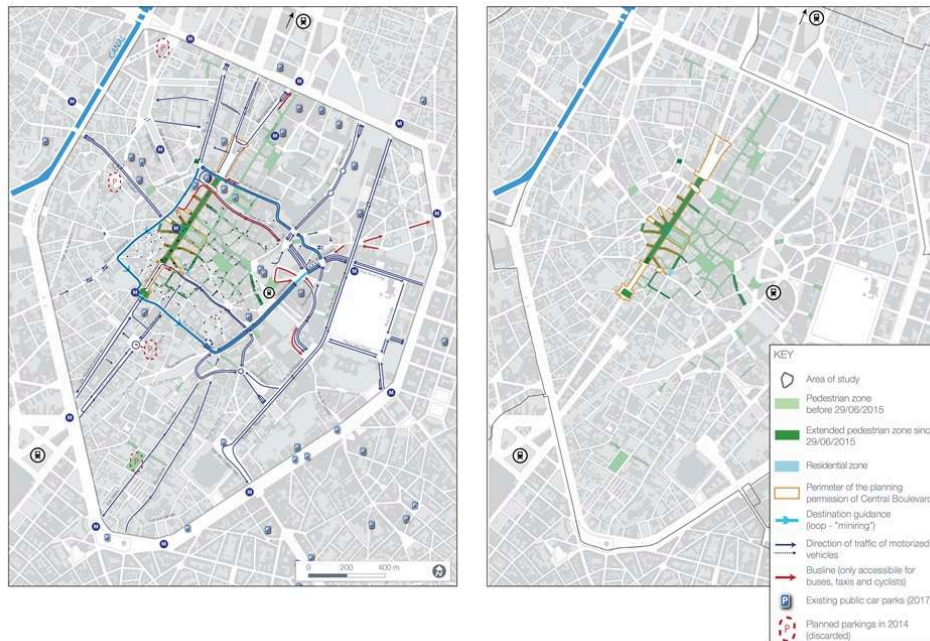 CANAL
P
P
P
P
0 200 400 m.
KEY
Area of study
Pedestrian zone
before 29/06/2015
Extended pedestrian zone sinc
29/06/2015
Residential zone
Perimeter of the planning
permission of Central Boulevard
Destination guidance
(loop - "miniring")
Direction of traffic of motorized
vehicles
Busline (only accessibile for
buses, taxis and cyclists)
Existing public car parks (2017
Planned parkings in 2014
(discarded)